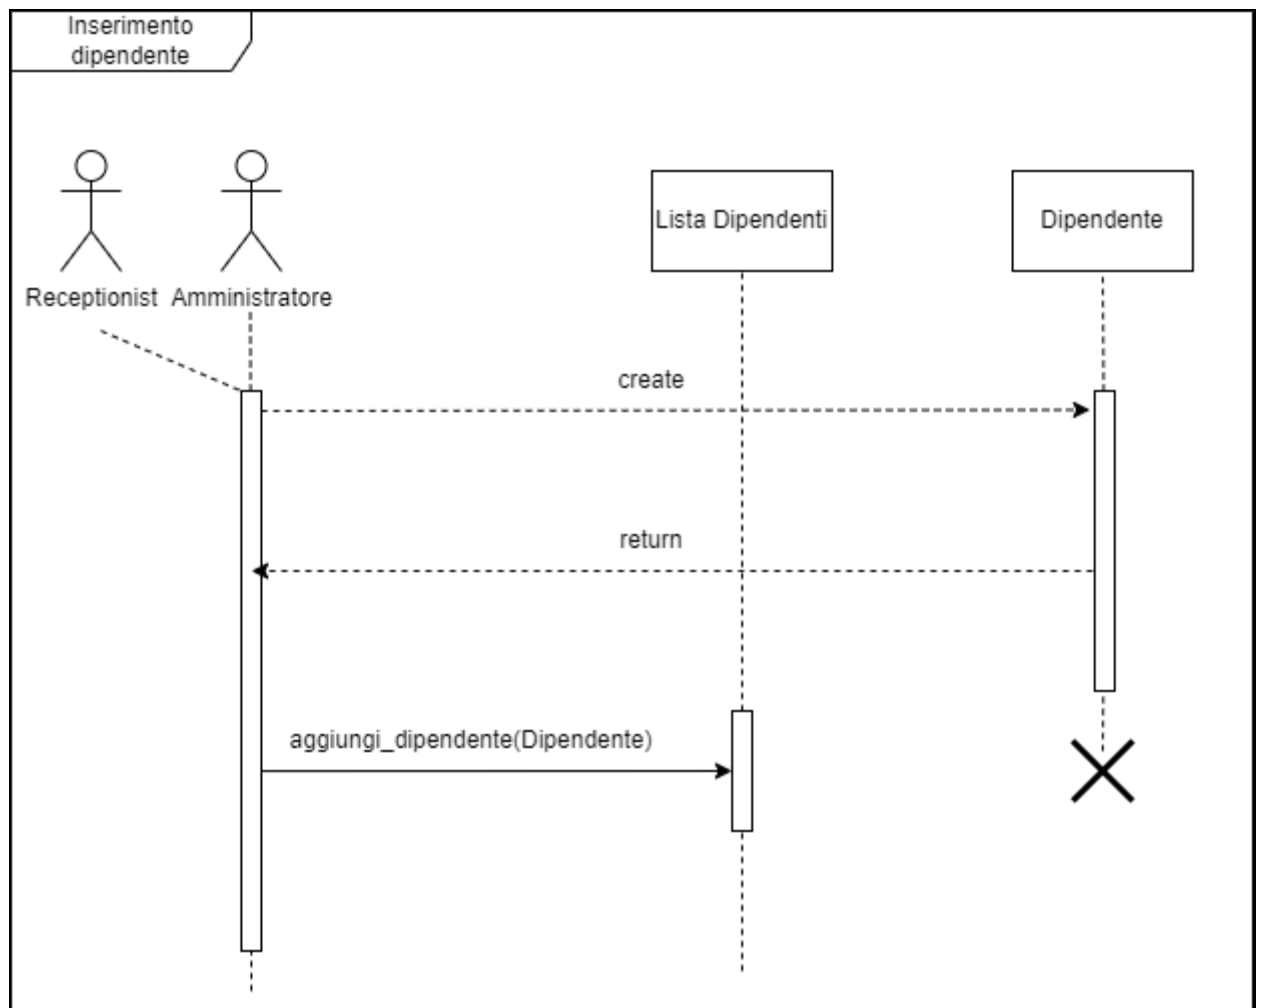 Inserimento
dipendente
Receptionist
Amministratore
Lista Dipendenti
Dipendente
create
return
aggiungi_dipendente(Dipendente)